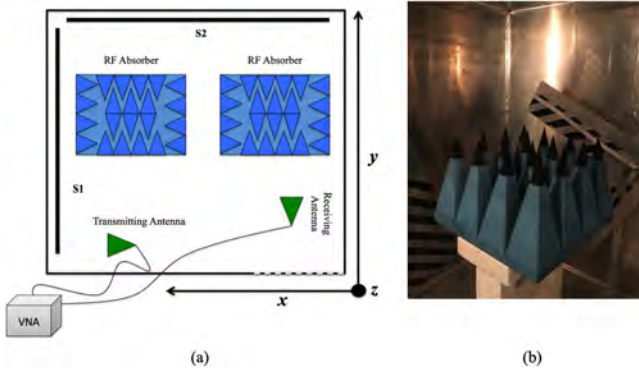 S2
RF Absorber
RF Absorber
y
S1
Transmitting Antenna
Receiving
Antenna
x
z
VNA
(a)
(b)